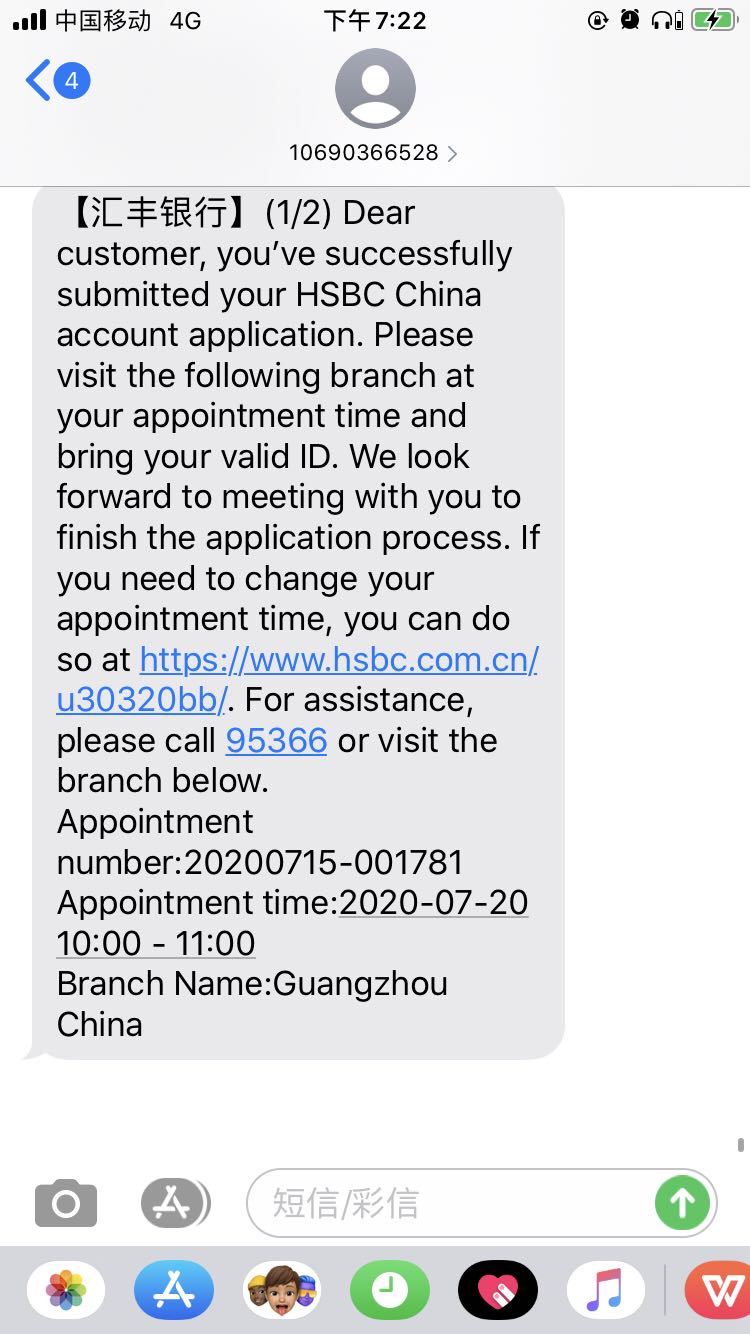 中国移动 4G 下午7:22
4
10690366528
【汇丰银行】(1/2) Dear
customer, you’ve successfully
submitted your HSBC China
account application. Please
visit the following branch at
your appointment time and
bring your valid ID. We look
forward to meeting with you to
finish the application process. If
you need to change your
appointment time, you can do
so at https://www.hsbc.com.cn/
u30320bb/. For assistance,
please call 95366 or visit the
branch below.
Appointment
number:20200715-001781
Appointment time:2020-07-20
10:00 - 11:00
Branch Name:Guangzhou
China
短信/彩信